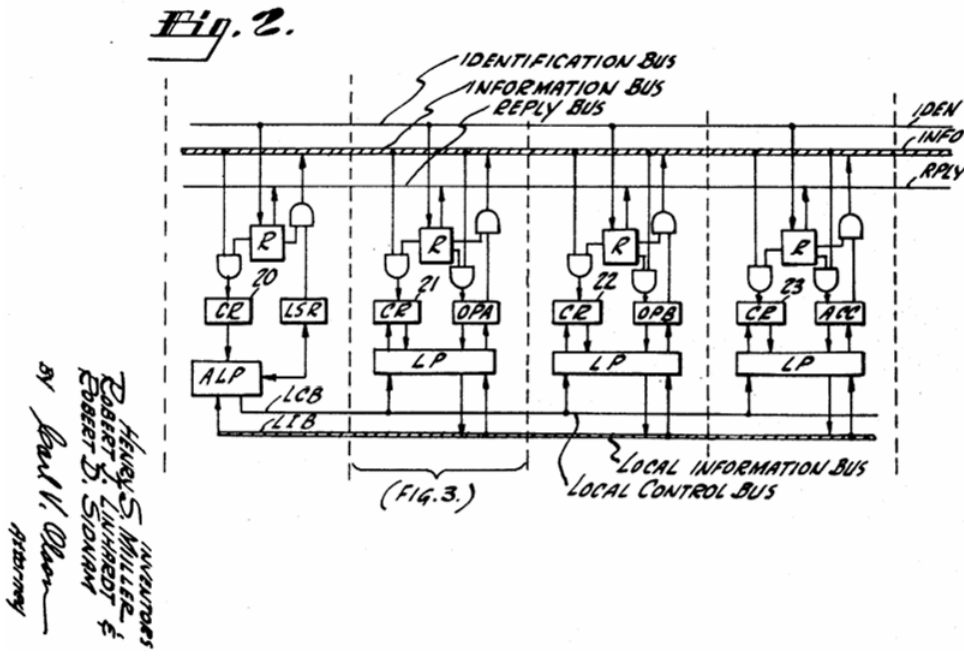 Fig. 2.
IDENTIFICATION BUS
INFORMATION BUS
REPLY BUS
IDEN
INFO
RPLY
R
R
R
R
20
21
22
23
CR
LSR
CR
OPA
CR
OPB
CR
ACC
ALP
LP
LP
LP
LCB
LIB
LOCAL INFORMATION BUS
LOCAL CONTROL BUS
(FIG. 3.)
INVENTORS
HENRY S. MILLER,
ROBERT J. LINHARDT &
ROBERT D. SIDNAM
BY Carl V. Olson
ATTORNEY